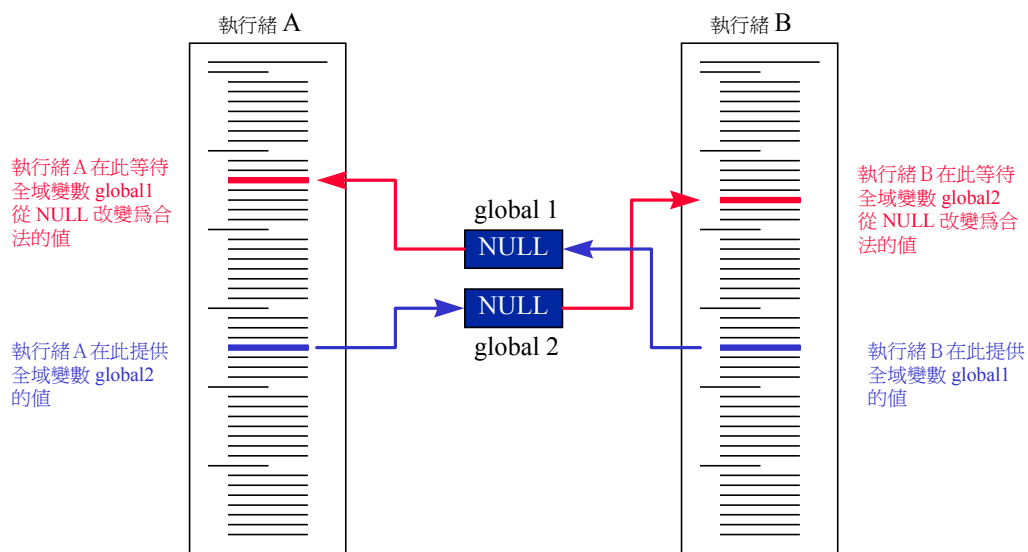 執行緒 A
執行緒 B
執行緒 A 在此等待
全域變數 global1
從 NULL 改變爲合
法的值
global 1
NULL
NULL
global 2
執行緒 B 在此等待
全域變數 global2
從 NULL 改變爲合
法的值
執行緒A 在此提供
全域變數 global2
的值
執行緒 B 在此提供
全域變數 global1
的值